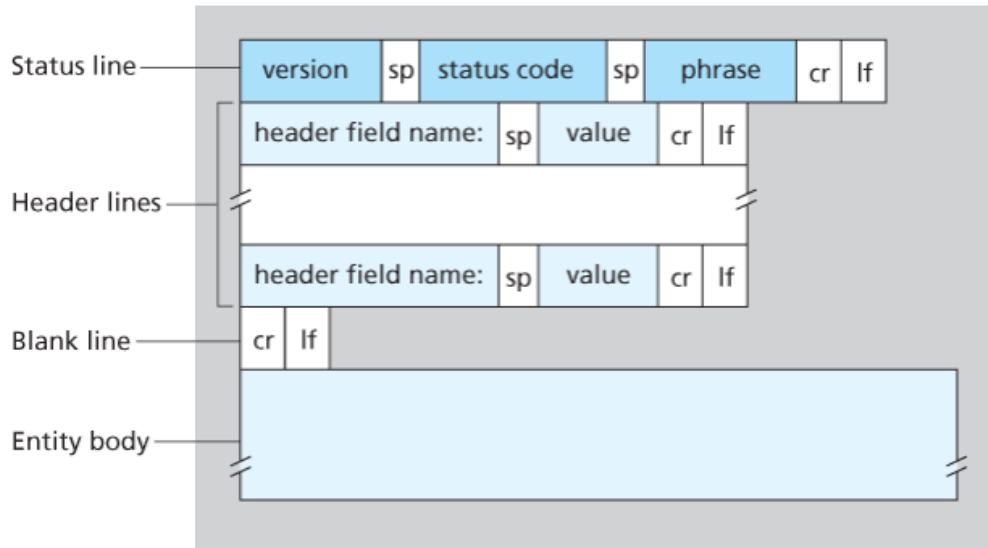 Status line
version sp status code sp phrase cr lf
header field name: sp value cr lf
Header lines
header field name: sp value cr lf
Blank line
cr lf
Entity body